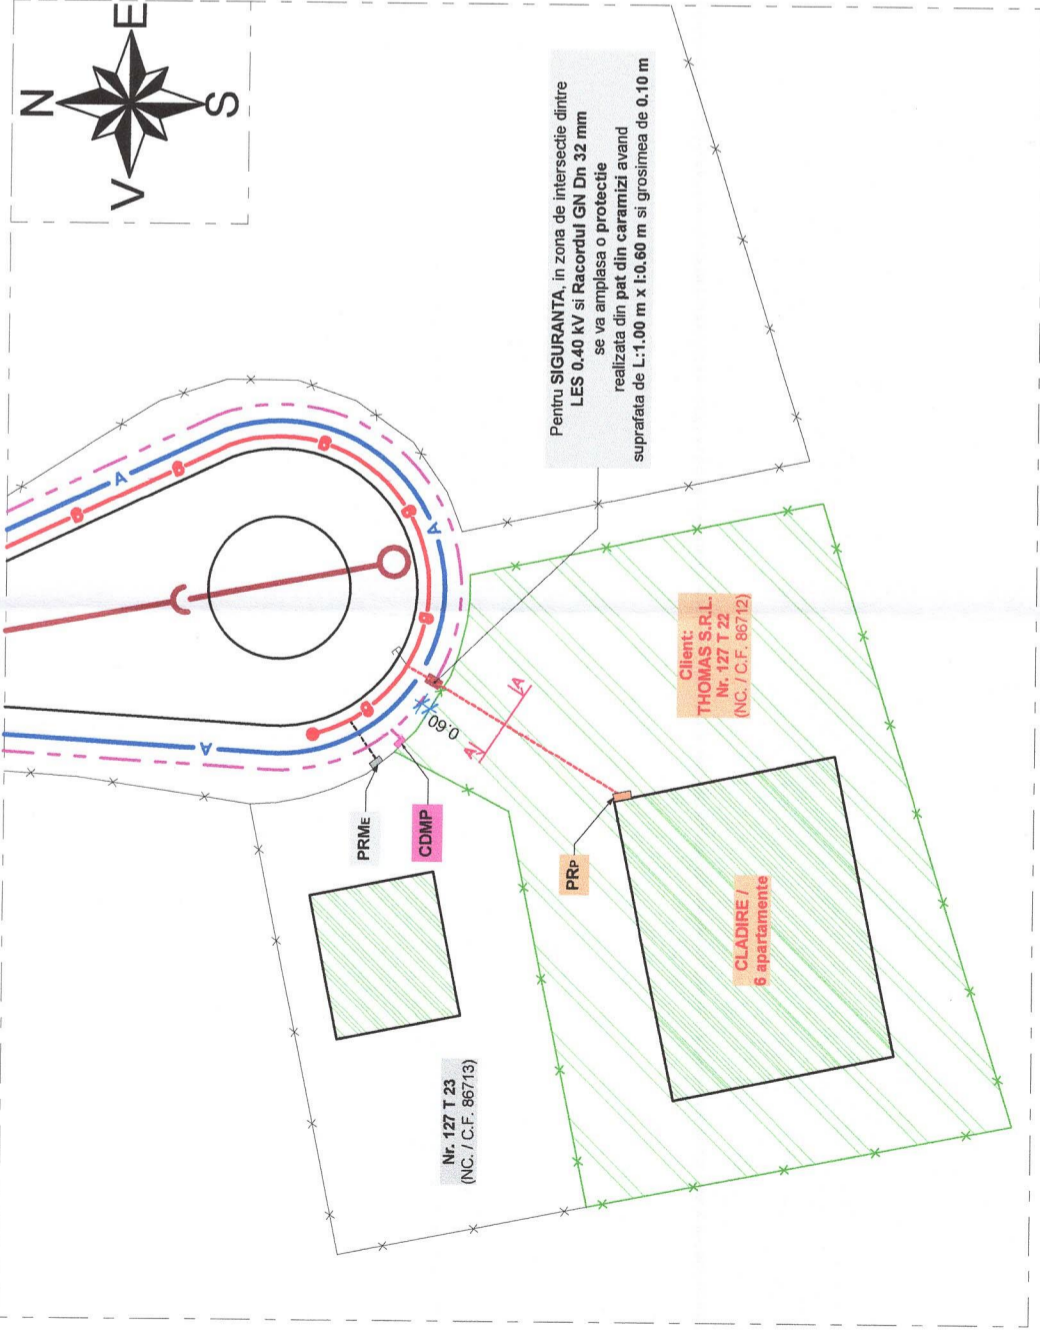 N
V
E
S
Pentru SIGURANTA, in zona de intersectie dintre
LES 0.40 kV si Racordul GN Dn 32 mm
se va amplasa o protectie
realizata din pat din caramizi avand
suprafata de L:1.00 m x l:0.60 m si grosimea de 0.10 m
A
B
B
B
B
A
B
B
A
0.60
A
A
PRME
CDMP
PRP
Client:
THOMAS S.R.L.
Nr. 127 T 22
(NC. / C.F. 86712)
CLADIRE /
6 apartamente
Nr. 127 T 23
(NC. / C.F. 86713)